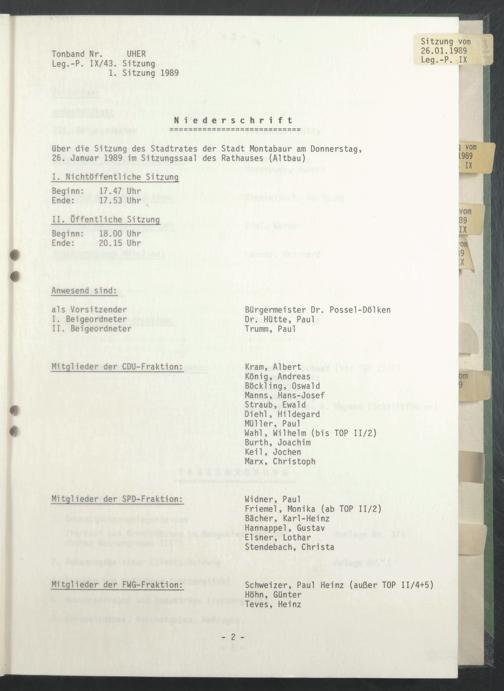 Tonband Nr. UHER
Leg.-P. IX/43. Sitzung
1. Sitzung 1989
Sitzung vom
26.01.1989
Leg.-P. IX
Niederschrift
über die Sitzung des Stadtrates der Stadt Montabaur am Donnerstag,
26. Januar 1989 im Sitzungssaal des Rathauses (Altbau)
I. Nichtöffentliche Sitzung
Beginn: 17.47 Uhr
Ende: 17.53 Uhr
II. Öffentliche Sitzung
Beginn: 18.00 Uhr
Ende: 20.15 Uhr
Anwesend sind:
als Vorsitzender Bürgermeister Dr. Possel-Dölken
I. Beigeordneter Dr. Hütte, Paul
II. Beigeordneter Trumm, Paul
Mitglieder der CDU-Fraktion: Kram, Albert
König, Andreas
Böckling, Oswald
Manns, Hans-Josef
Straub, Ewald
Diehl, Hildegard
Müller, Paul
Wahl, Wilhelm (bis TOP II/2)
Burth, Joachim
Keil, Jochen
Marx, Christoph
Mitglieder der SPD-Fraktion: Widner, Paul
Friemel, Monika (ab TOP II/2)
Bächer, Karl-Heinz
Hannappel, Gustav
Elsner, Lothar
Stendebach, Christa
Mitglieder der FWG-Fraktion: Schweizer, Paul Heinz (außer TOP II/4+5)
Höhn, Günter
Teves, Heinz
- 2 -